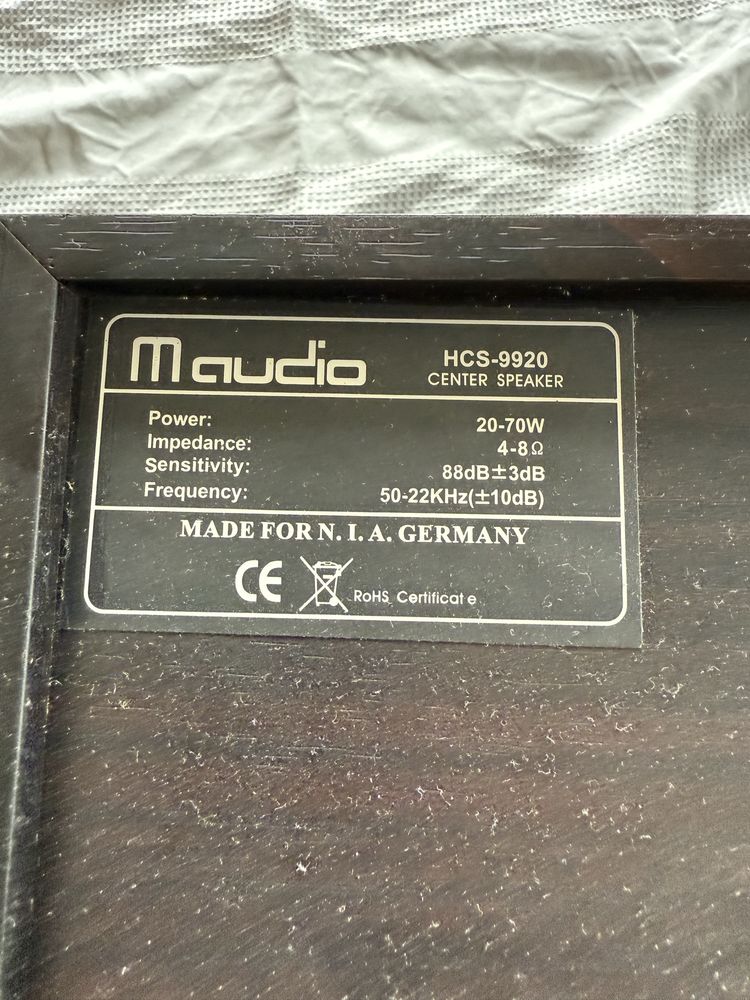 M audio
HCS-9920
CENTER SPEAKER
Power: 20-70W
Impedance: 4-8Ω
Sensitivity: 88dB±3dB
Frequency: 50-22KHz(±10dB)
MADE FOR N. I. A. GERMANY
CE RoHS Certificate